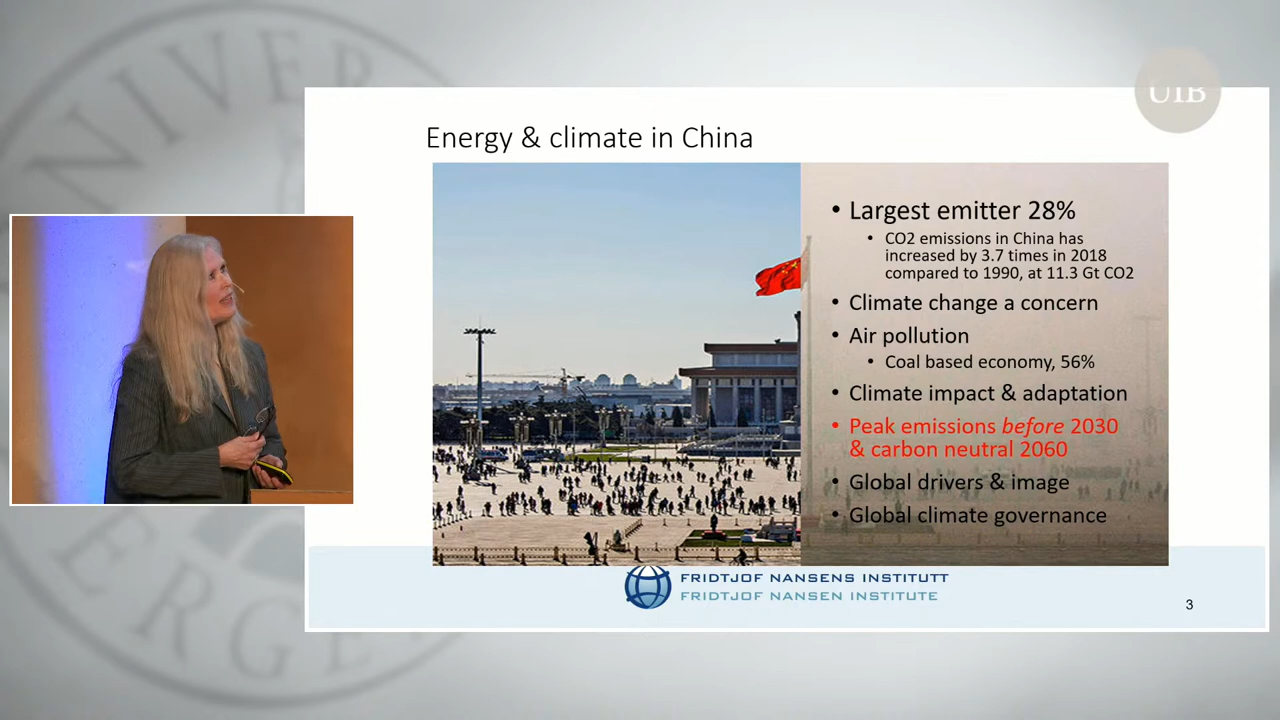 UNIVER
UIB
Energy & climate in China
• Largest emitter 28%
• CO2 emissions in China has
increased by 3.7 times in 2018
compared to 1990, at 11.3 Gt CO2
• Climate change a concern
• Air pollution
• Coal based economy, 56%
• Climate impact & adaptation
• Peak emissions before 2030
& carbon neutral 2060
• Global drivers & image
• Global climate governance
FRIDTJOF NANSENS INSTITUTT
FRIDTJOF NANSEN INSTITUTE
3
ERGE